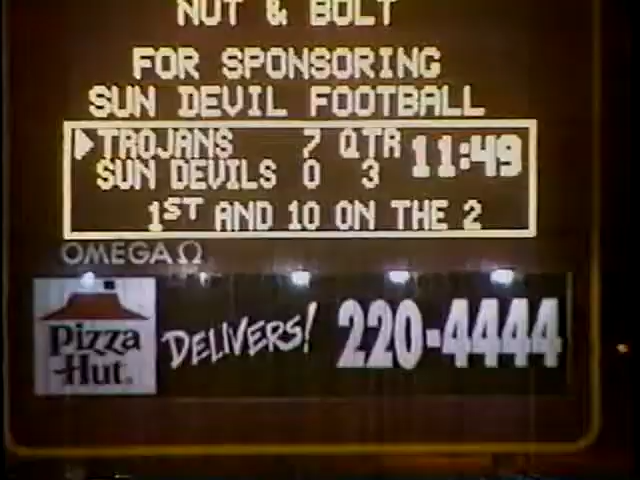 NUT & BOLT
FOR SPONSORING
SUN DEVIL FOOTBALL
TROJANS 7 QTR 11:49
SUN DEVILS 0 3
1ST AND 10 ON THE 2
OMEGA Ω
Pizza Hut® DELIVERS! 220-4444